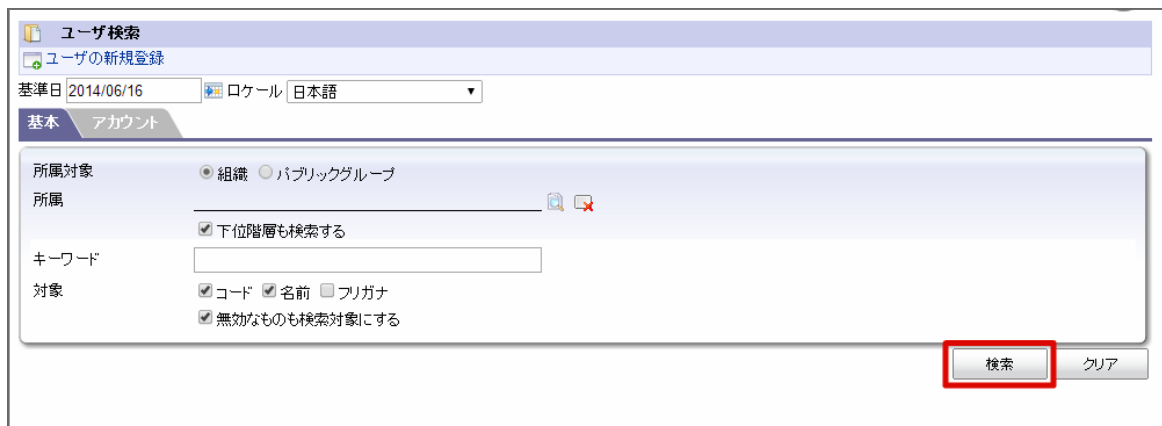 ユーザ検索
ユーザの新規登録
基準日 2014/06/16 ロケール 日本語
基本 アカウント
所属対象 組織 パブリックグループ
所属
下位階層も検索する
キーワード
対象 コード 名前 フリガナ
無効なものも検索対象にする
検索 クリア